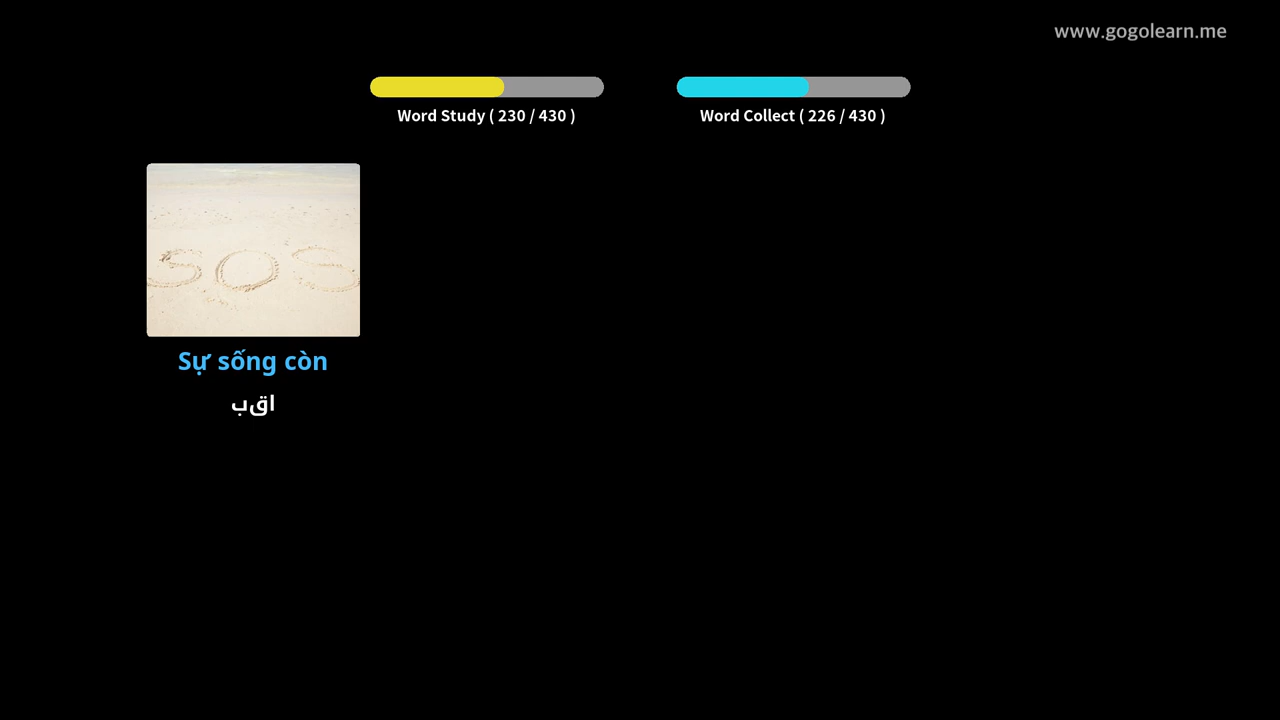 www.gogolearn.me
Word Study ( 230 / 430 )
Word Collect ( 226 / 430 )
SOS
Sự sống còn
اقب